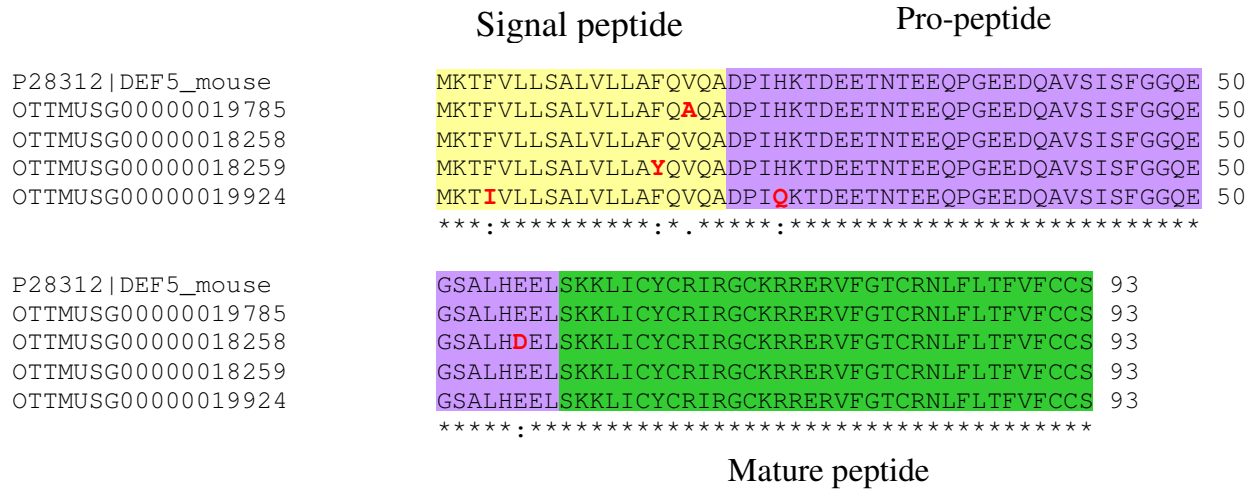 Signal peptide Pro-peptide
P28312|DEF5_mouse MKTFVLLSALVLLAFQVQADPIHKTDEETNTEEQPGEEDQAVSISFGGQE 50
OTTMUSG00000019785 MKTFVLLSALVLLAFQAQADPIHKTDEETNTEEQPGEEDQAVSISFGGQE 50
OTTMUSG00000018258 MKTFVLLSALVLLAFQVQADPIHKTDEETNTEEQPGEEDQAVSISFGGQE 50
OTTMUSG00000018259 MKTFVLLSALVLLAYQVQADPIHKTDEETNTEEQPGEEDQAVSISFGGQE 50
OTTMUSG00000019924 MKTIVLLSALVLLAFQVQADPIQKTDEETNTEEQPGEEDQAVSISFGGQE 50
***:**********:*.*****:***************************
P28312|DEF5_mouse GSALHEELSKKLICYCRIRGCKRRERVFGTCRNLFLTFVFCCS 93
OTTMUSG00000019785 GSALHEELSKKLICYCRIRGCKRRERVFGTCRNLFLTFVFCCS 93
OTTMUSG00000018258 GSALHDELSKKLICYCRIRGCKRRERVFGTCRNLFLTFVFCCS 93
OTTMUSG00000018259 GSALHEELSKKLICYCRIRGCKRRERVFGTCRNLFLTFVFCCS 93
OTTMUSG00000019924 GSALHEELSKKLICYCRIRGCKRRERVFGTCRNLFLTFVFCCS 93
*****:*************************************
Mature peptide